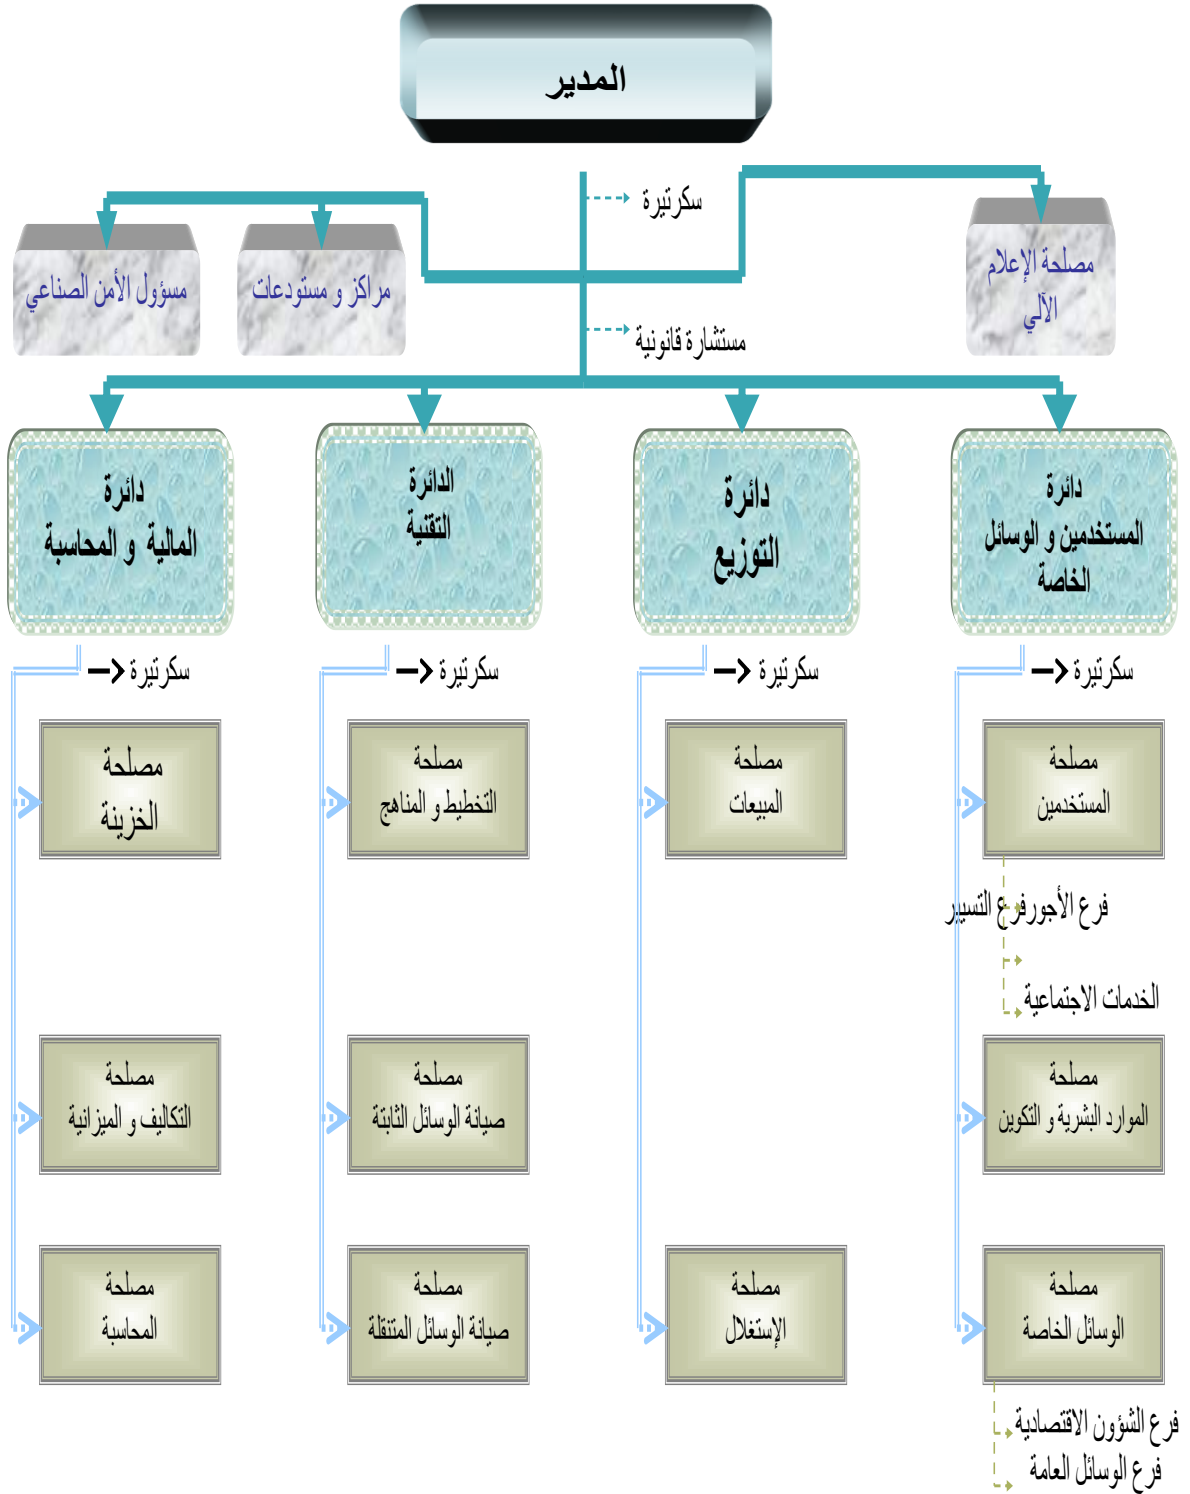 المدير
سكرتيرة
مصلحة الإعلام
الآلي
مراكز و مستودعات
مسؤول الأمن الصناعي
مستشارة قانونية
دائرة
المستخدمين و الوسائل
الخاصة
دائرة
التوزيع
الدائرة
التقنية
دائرة
المالية و المحاسبة
سكرتيرة
سكرتيرة
سكرتيرة
سكرتيرة
مصلحة
المستخدمين
مصلحة
المبيعات
مصلحة
التخطيط و المناهج
مصلحة
الخزينة
فرع الأجورفرع التسيير
الخدمات الاجتماعية
مصلحة
الموارد البشرية و التكوين
مصلحة
صيانة الوسائل الثابتة
مصلحة
التكاليف و الميزانية
مصلحة
الوسائل الخاصة
مصلحة
الإستغلال
مصلحة
صيانة الوسائل المتنقلة
مصلحة
المحاسبة
فرع الشؤون الاقتصادية
فرع الوسائل العامة